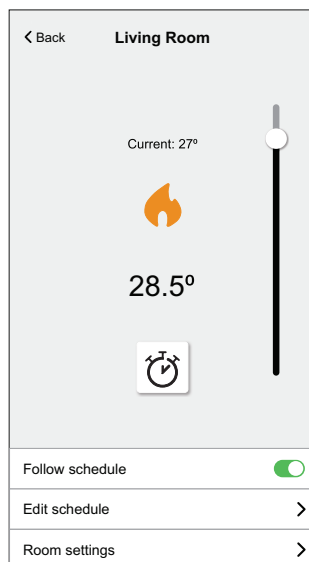 Back Living Room
Current: 27º
28.5º
Follow schedule
Edit schedule
Room settings